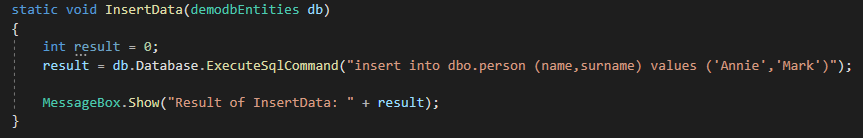 static void InsertData(demodbEntities db)
{
int result = 0;
result = db.Database.ExecuteSqlCommand("insert into dbo.person (name,surname) values ('Annie','Mark')");
MessageBox.Show("Result of InsertData: " + result);
}